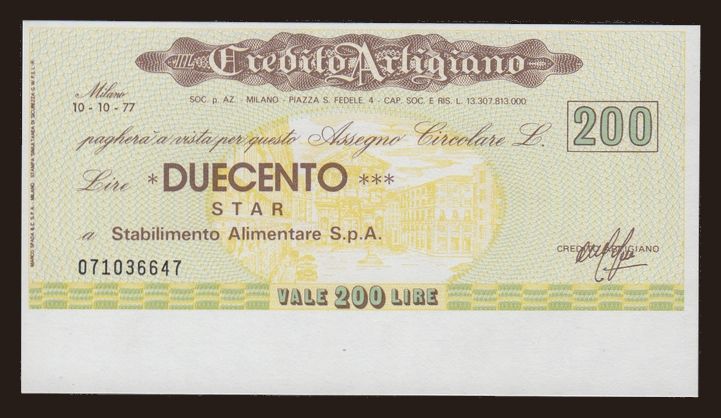 Credito Artigiano
SOC. p. AZ. - MILANO - PIAZZA S. FEDELE, 4 - CAP. SOC. E RIS. L. 13.307.813.000
Milano
10 - 10 - 77
200
pagherà a vista per questo Assegno Circolare L.
Lire *DUECENTO***
STAR
a Stabilimento Alimentare S.p.A.
CREDITO ARTIGIANO
071036647
VALE 200 LIRE